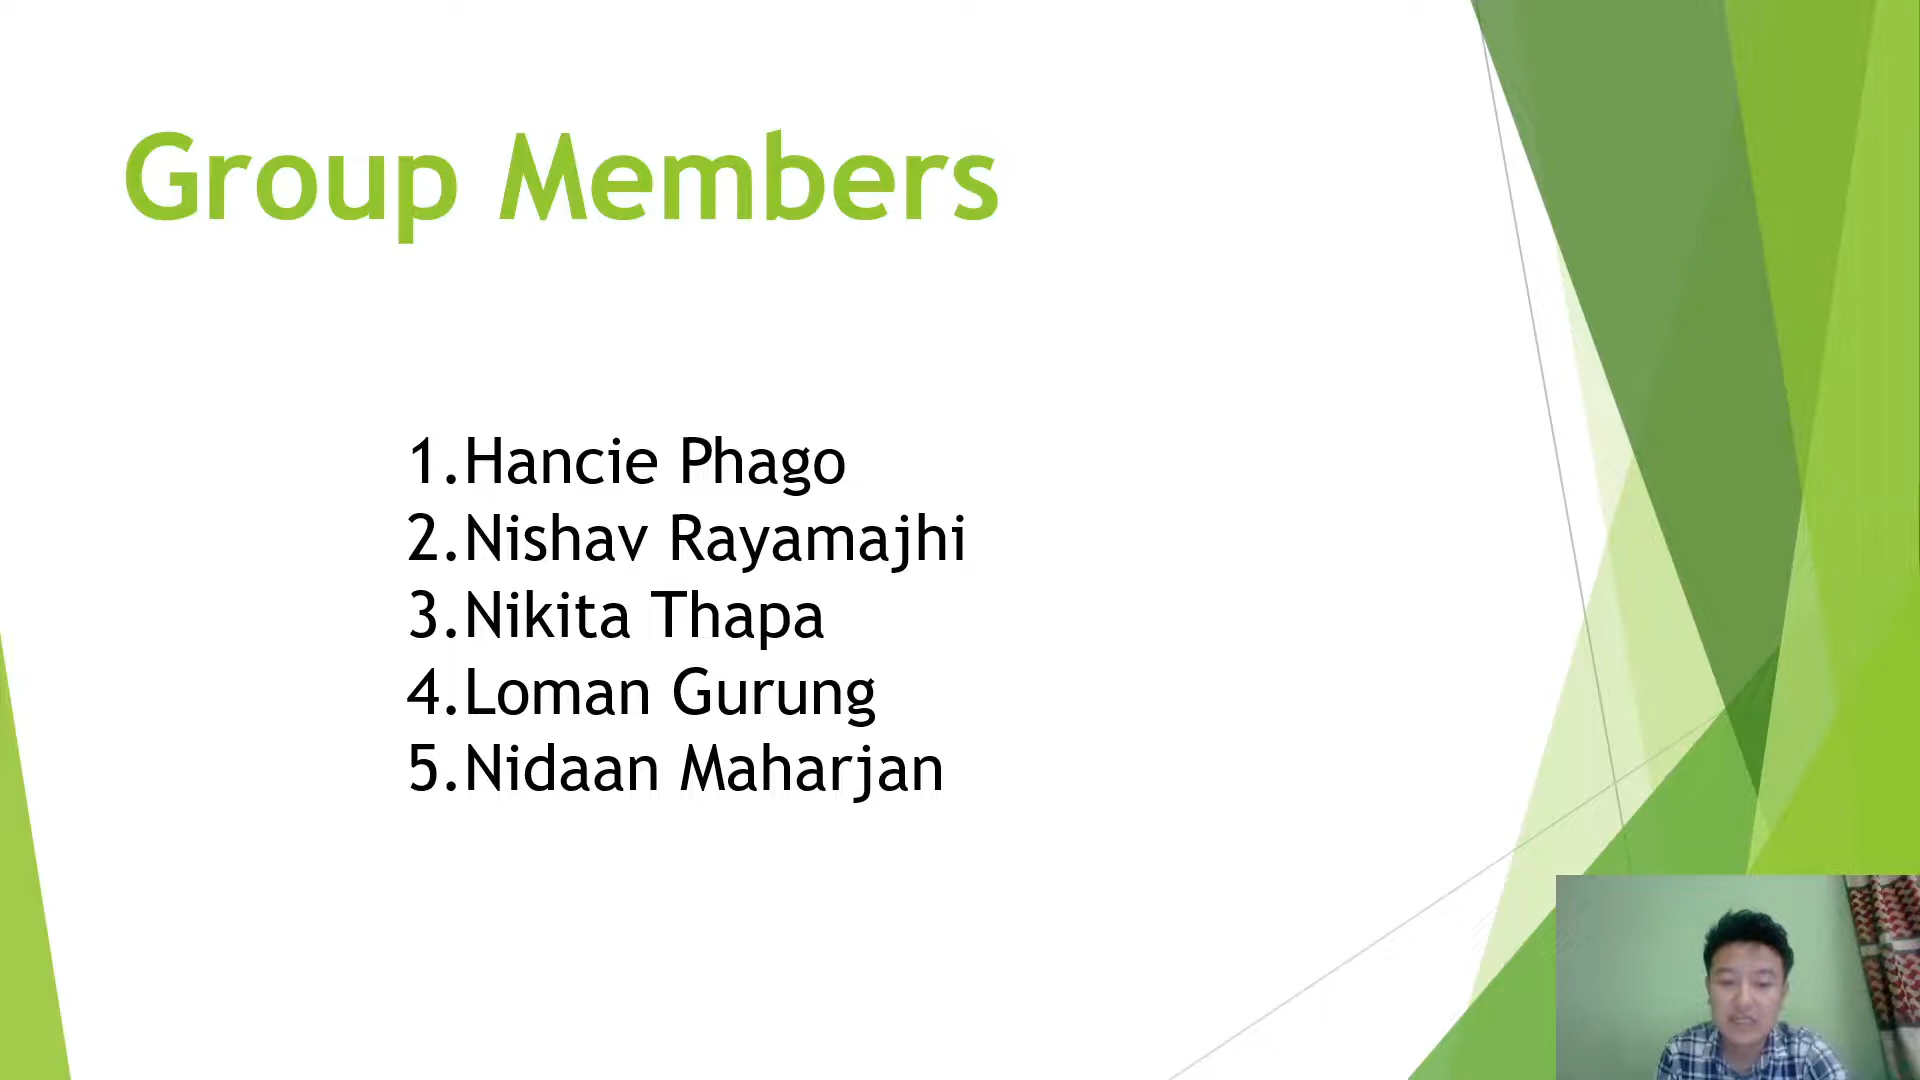 Group Members
1.Hancie Phago
2.Nishav Rayamajhi
3.Nikita Thapa
4.Loman Gurung
5.Nidaan Maharjan